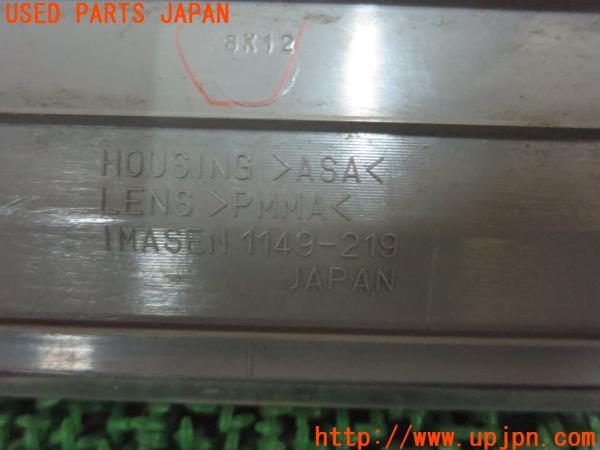 USED PARTS JAPAN
8K12
HOUSING >ASA<
LENS >PMMA<
IMASEN 1149-219
JAPAN
http://www.upjpn.com/